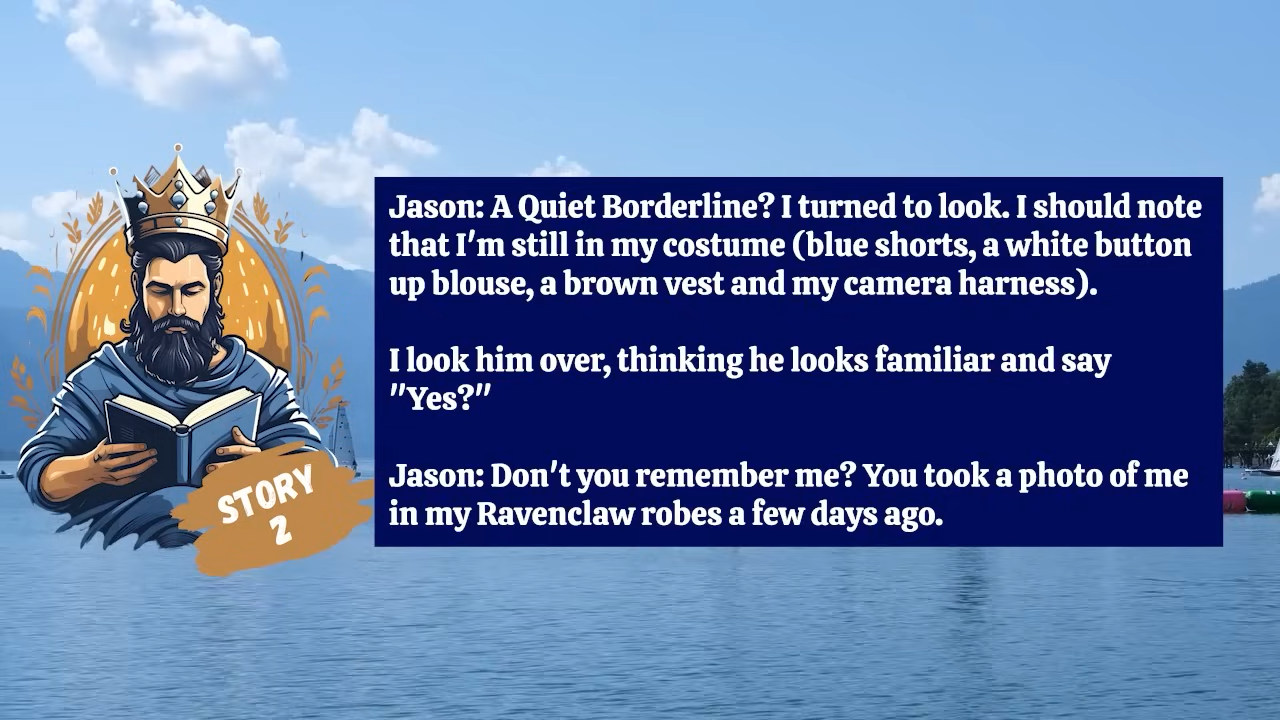 Jason: A Quiet Borderline? I turned to look. I should note
that I'm still in my costume (blue shorts, a white button
up blouse, a brown vest and my camera harness).
I look him over, thinking he looks familiar and say
"Yes?"
Jason: Don't you remember me? You took a photo of me
in my Ravenclaw robes a few days ago.
STORY
2